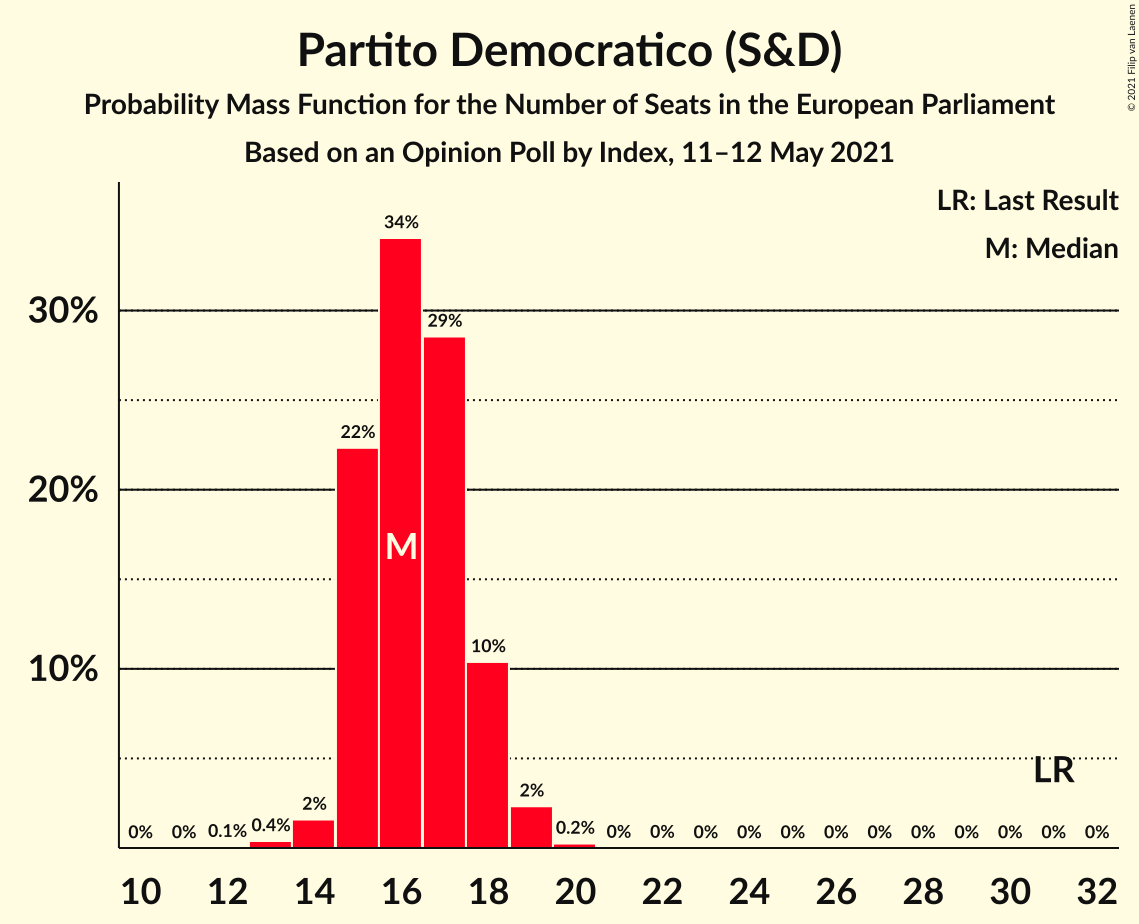 Partito Democratico (S&D)
Probability Mass Function for the Number of Seats in the European Parliament
Based on an Opinion Poll by Index, 11–12 May 2021
© 2021 Filip van Laenen
LR: Last Result
M: Median
34%
30%
29%
22%
20%
M
10%
10%
LR
0% 0% 0.1% 0.4% 2% 2% 0.2% 0% 0% 0% 0% 0% 0% 0% 0% 0% 0% 0% 0%
10 12 14 16 18 20 22 24 26 28 30 32